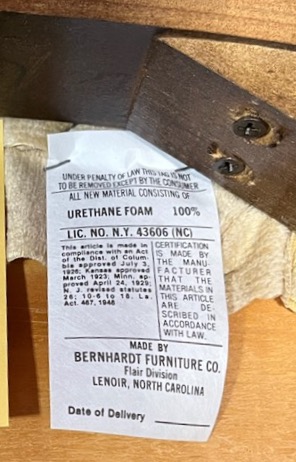 UNDER PENALTY OF LAW THIS TAG IS NOT
TO BE REMOVED EXCEPT BY THE CONSUMER
ALL NEW MATERIAL CONSISTING OF
URETHANE FOAM 100%
LIC. NO. N.Y. 43606 (NC)
This article is made in
compliance with an Act
of the Dist. of Colum-
bia approved July 3,
1926; Kansas approved
March 1923; Minn. ap-
proved April 24, 1929;
N. J. revised statutes
26: 10-6 to 18. La.
Act. 467, 1948
CERTIFICATION
IS MADE BY
THE MANU-
FACTURER
THAT THE
MATERIALS IN
THIS ARTICLE
ARE DE-
SCRIBED IN
ACCORDANCE
WITH LAW.
MADE BY
BERNHARDT FURNITURE CO.
Flair Division
LENOIR, NORTH CAROLINA
Date of Delivery